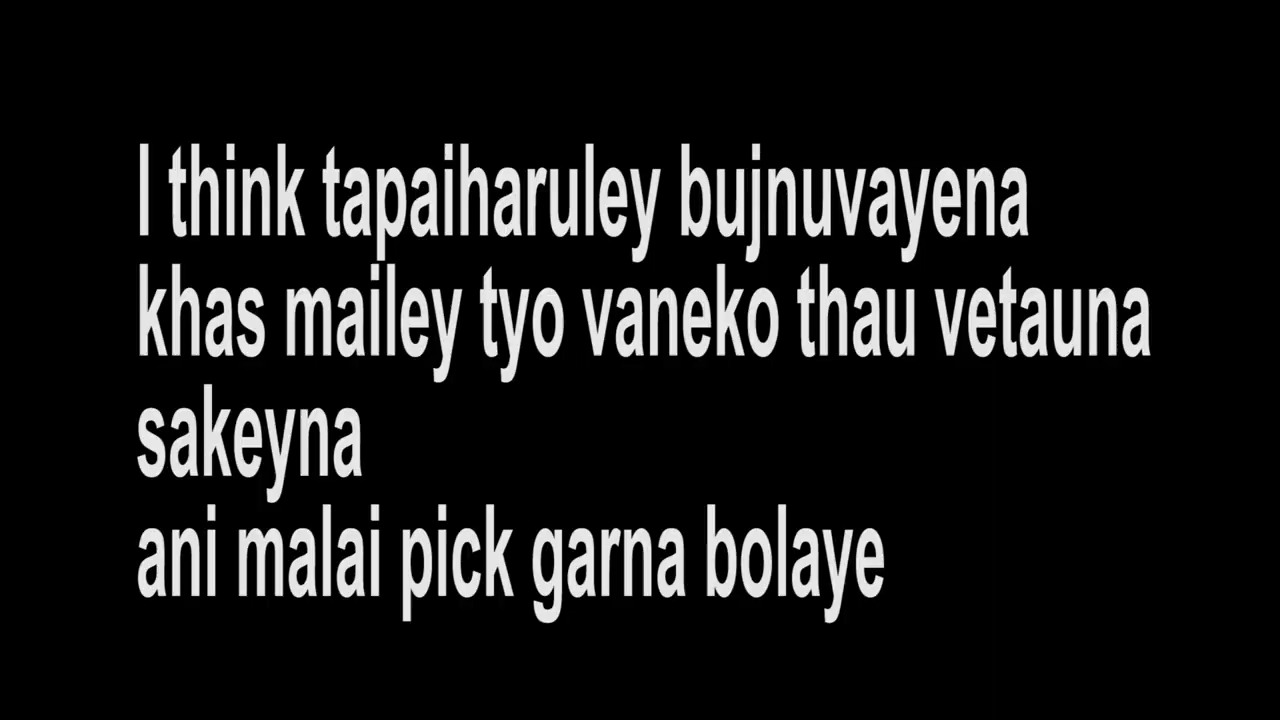 I think tapaiharuley bujnuvayena
khas mailey tyo vaneko thau vetauna
sakeyna
ani malai pick garna bolaye